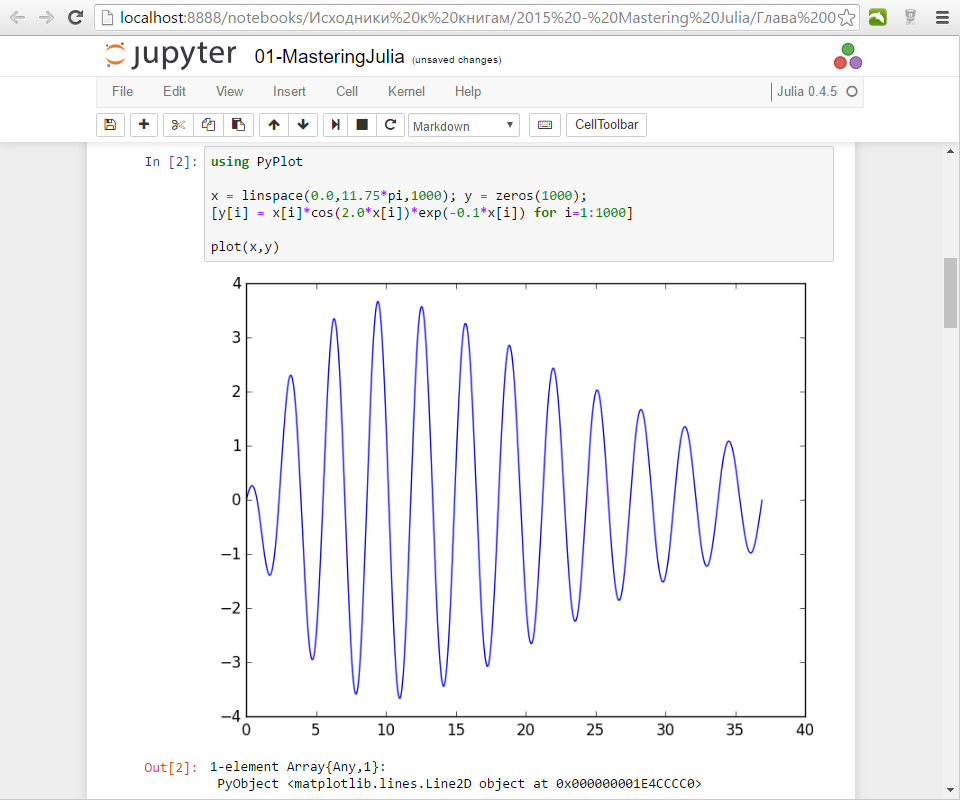 localhost:8888/notebooks/Исходники%20к%20книгам/2015%20-%20Mastering%20Julia/Глава%200
jupyter 01-MasteringJulia (unsaved changes)
File Edit View Insert Cell Kernel Help Julia 0.4.5
Markdown CellToolbar
In [2]: using PyPlot
x = linspace(0.0,11.75*pi,1000); y = zeros(1000);
[y[i] = x[i]*cos(2.0*x[i])*exp(-0.1*x[i]) for i=1:1000]
plot(x,y)
4
3
2
1
0
−1
−2
−3
−4
0 5 10 15 20 25 30 35 40
Out[2]: 1-element Array{Any,1}:
PyObject <matplotlib.lines.Line2D object at 0x000000001E4CCCC0>